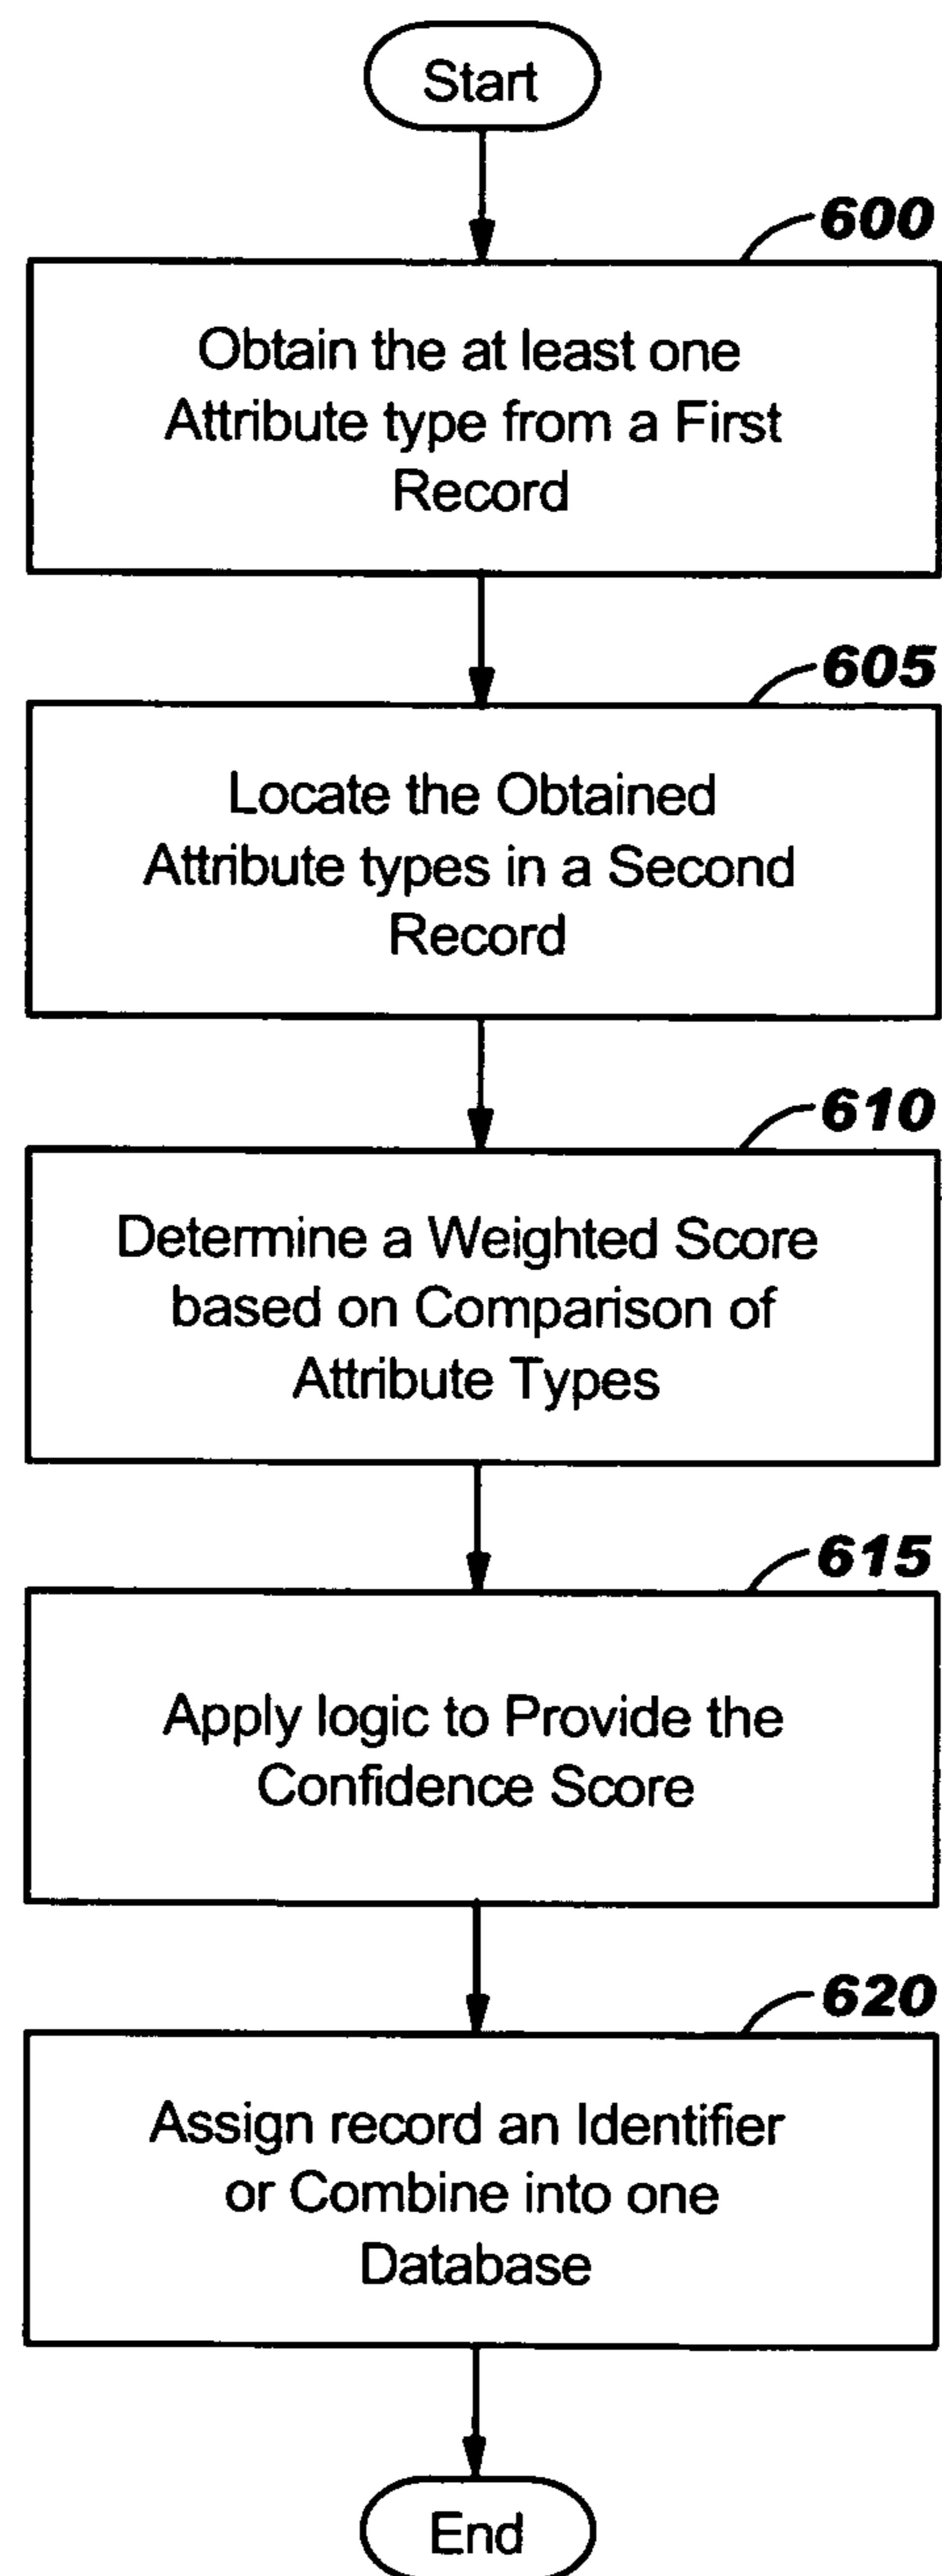 Start
600
Obtain the at least one
Attribute type from a First
Record
605
Locate the Obtained
Attribute types in a Second
Record
610
Determine a Weighted Score
based on Comparison of
Attribute Types
615
Apply logic to Provide the
Confidence Score
620
Assign record an Identifier
or Combine into one
Database
End